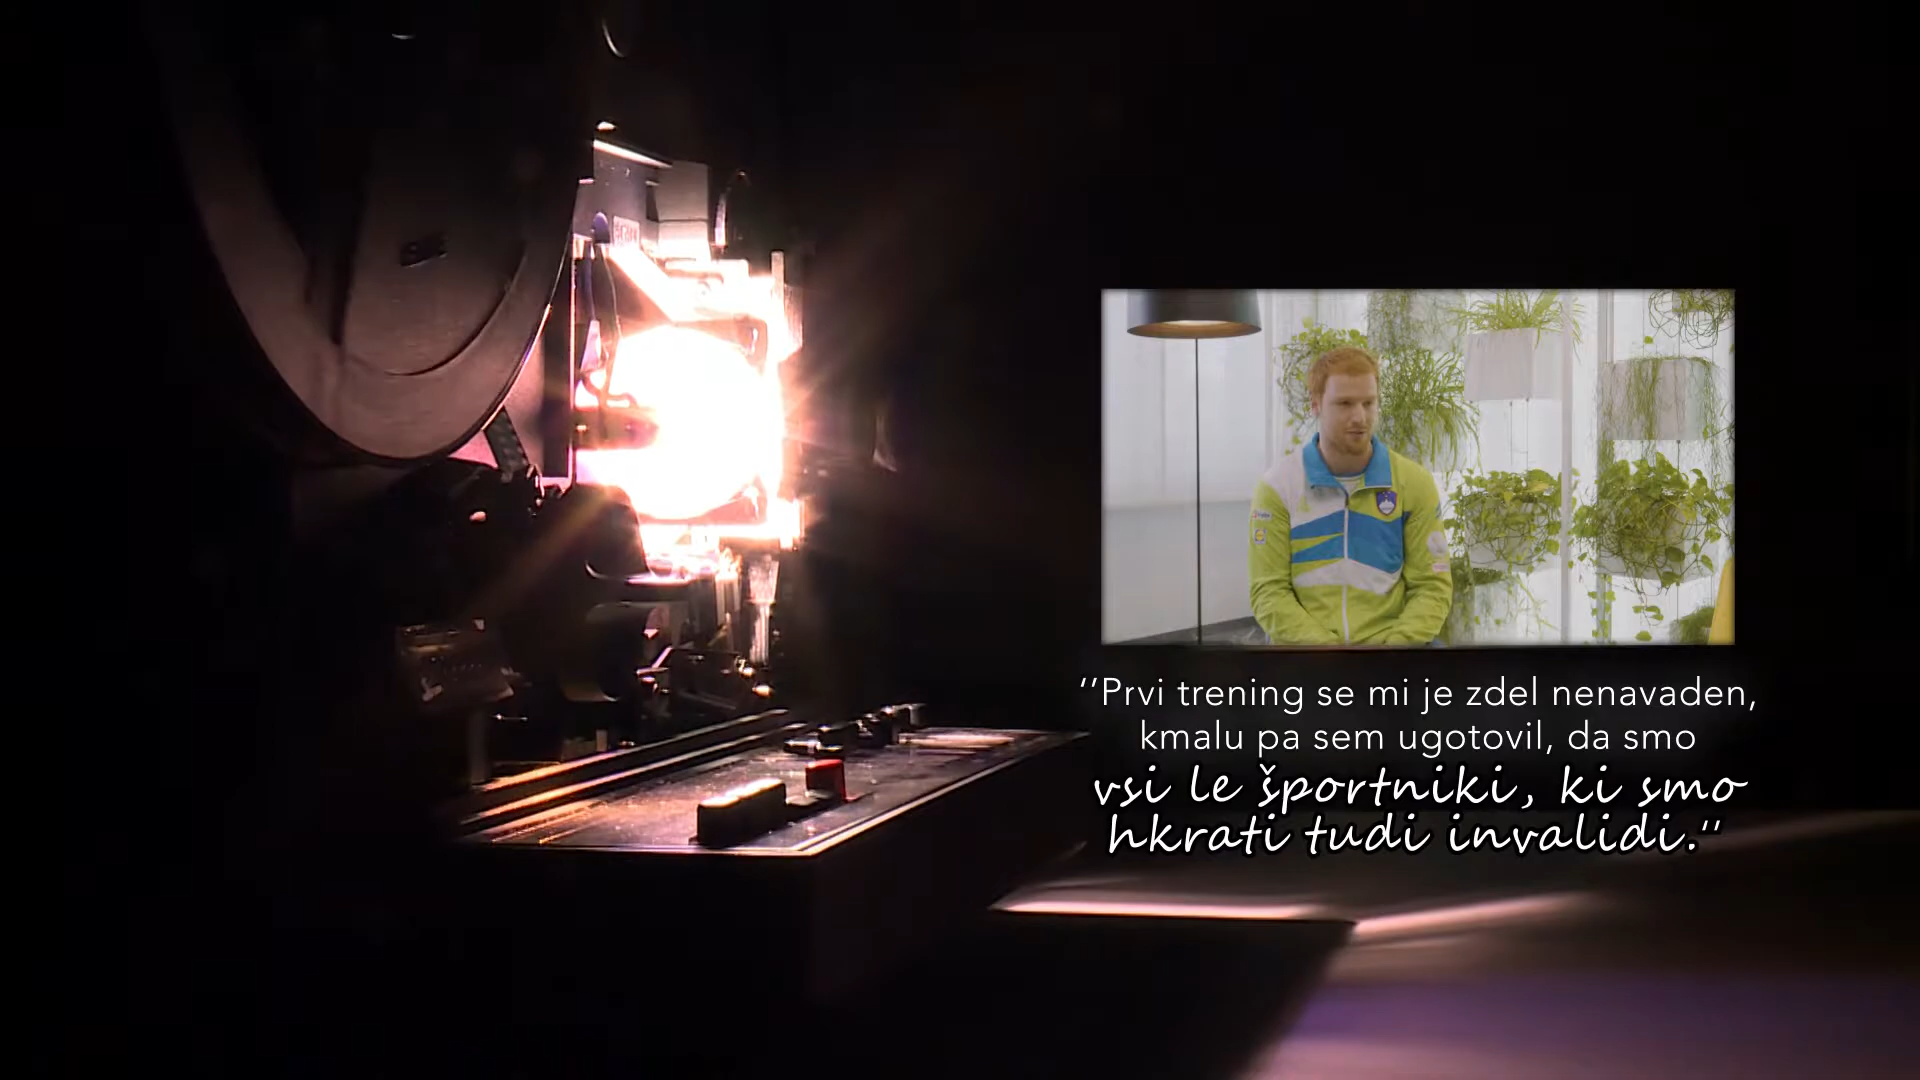 ‘‘Prvi trening se mi je zdel nenavaden,
kmalu pa sem ugotovil, da smo
vsi le športniki, ki smo
hkrati tudi invalidi.‘‘